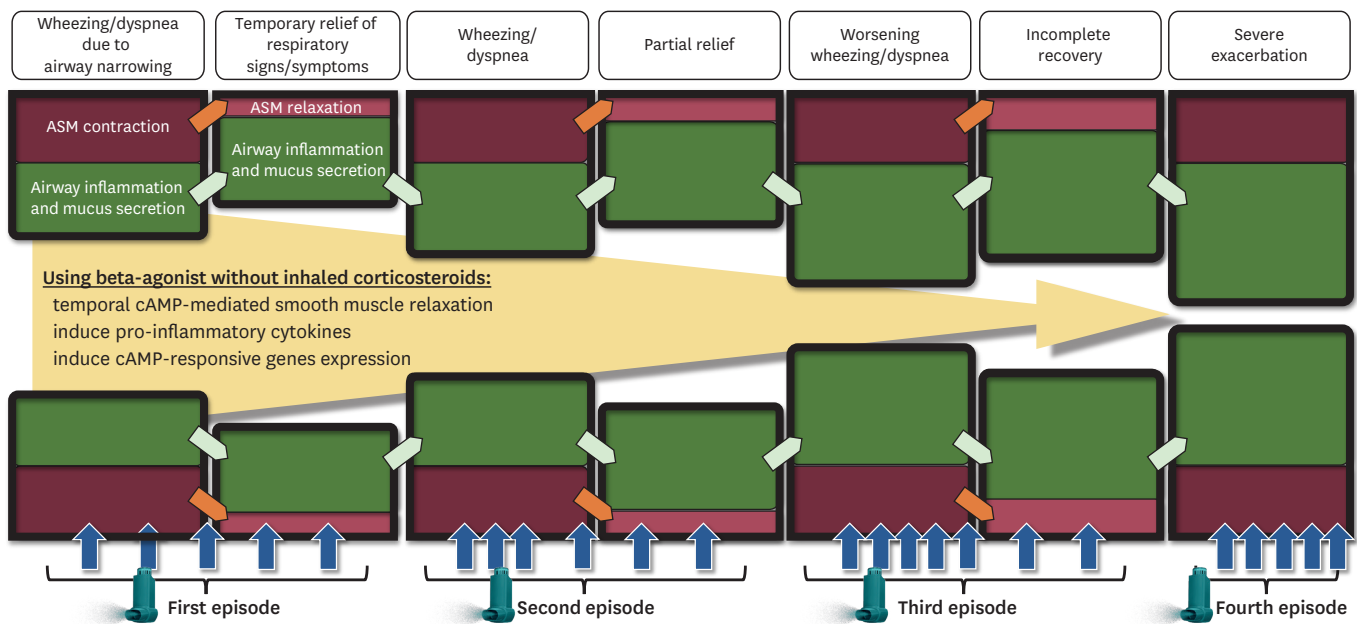 Wheezing/dyspnea
due to
airway narrowing
Temporary relief of
respiratory
signs/symptoms
Wheezing/
dyspnea
Partial relief
Worsening
wheezing/dyspnea
Incomplete
recovery
Severe
exacerbation
ASM contraction
ASM relaxation
Airway inflammation
and mucus secretion
Airway inflammation
and mucus secretion
Using beta-agonist without inhaled corticosteroids:
temporal cAMP-mediated smooth muscle relaxation
induce pro-inflammatory cytokines
induce cAMP-responsive genes expression
First episode
Second episode
Third episode
Fourth episode